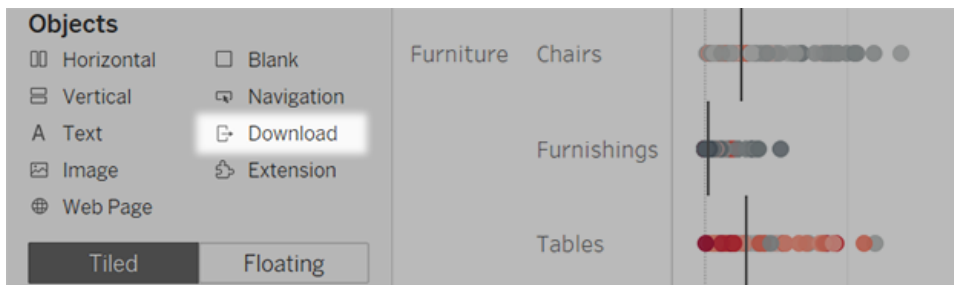 Objects
Horizontal Blank
Vertical Navigation
A Text Download
Image Extension
Web Page
Tiled Floating
Furniture Chairs
Furnishings
Tables